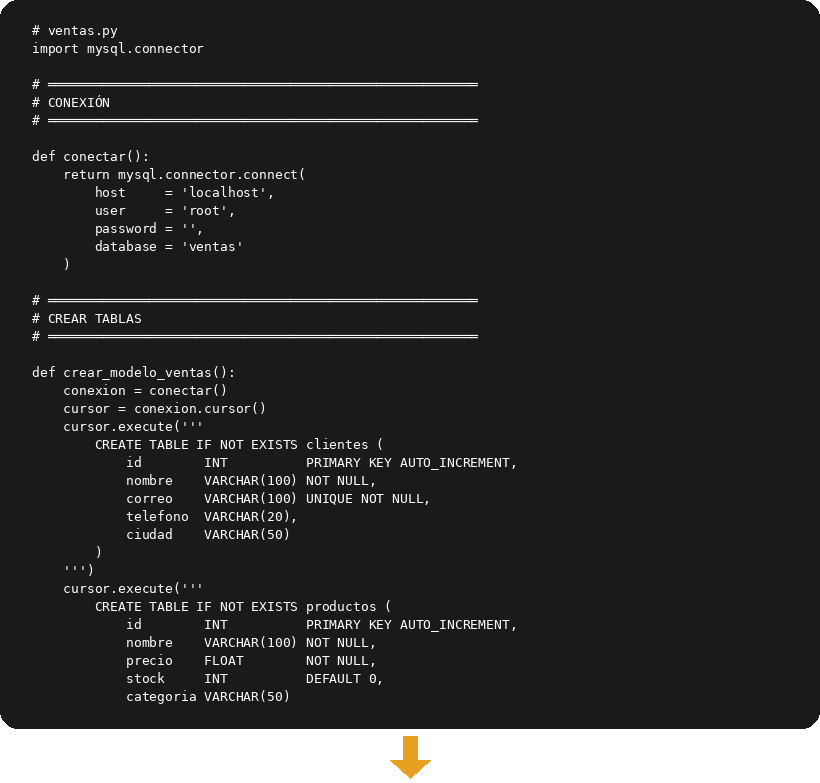 # ventas.py
import mysql.connector

# ═══════════════════════════════════════════════════════
# CONEXIÓN
# ═══════════════════════════════════════════════════════

def conectar():
    return mysql.connector.connect(
        host     = 'localhost',
        user     = 'root',
        password = '',
        database = 'ventas'
    )

# ═══════════════════════════════════════════════════════
# CREAR TABLAS
# ═══════════════════════════════════════════════════════

def crear_modelo_ventas():
    conexion = conectar()
    cursor = conexion.cursor()
    cursor.execute('''
        CREATE TABLE IF NOT EXISTS clientes (
            id        INT          PRIMARY KEY AUTO_INCREMENT,
            nombre    VARCHAR(100) NOT NULL,
            correo    VARCHAR(100) UNIQUE NOT NULL,
            telefono  VARCHAR(20),
            ciudad    VARCHAR(50)
        )
    ''')
    cursor.execute('''
        CREATE TABLE IF NOT EXISTS productos (
            id        INT          PRIMARY KEY AUTO_INCREMENT,
            nombre    VARCHAR(100) NOT NULL,
            precio    FLOAT        NOT NULL,
            stock     INT          DEFAULT 0,
            categoria VARCHAR(50)